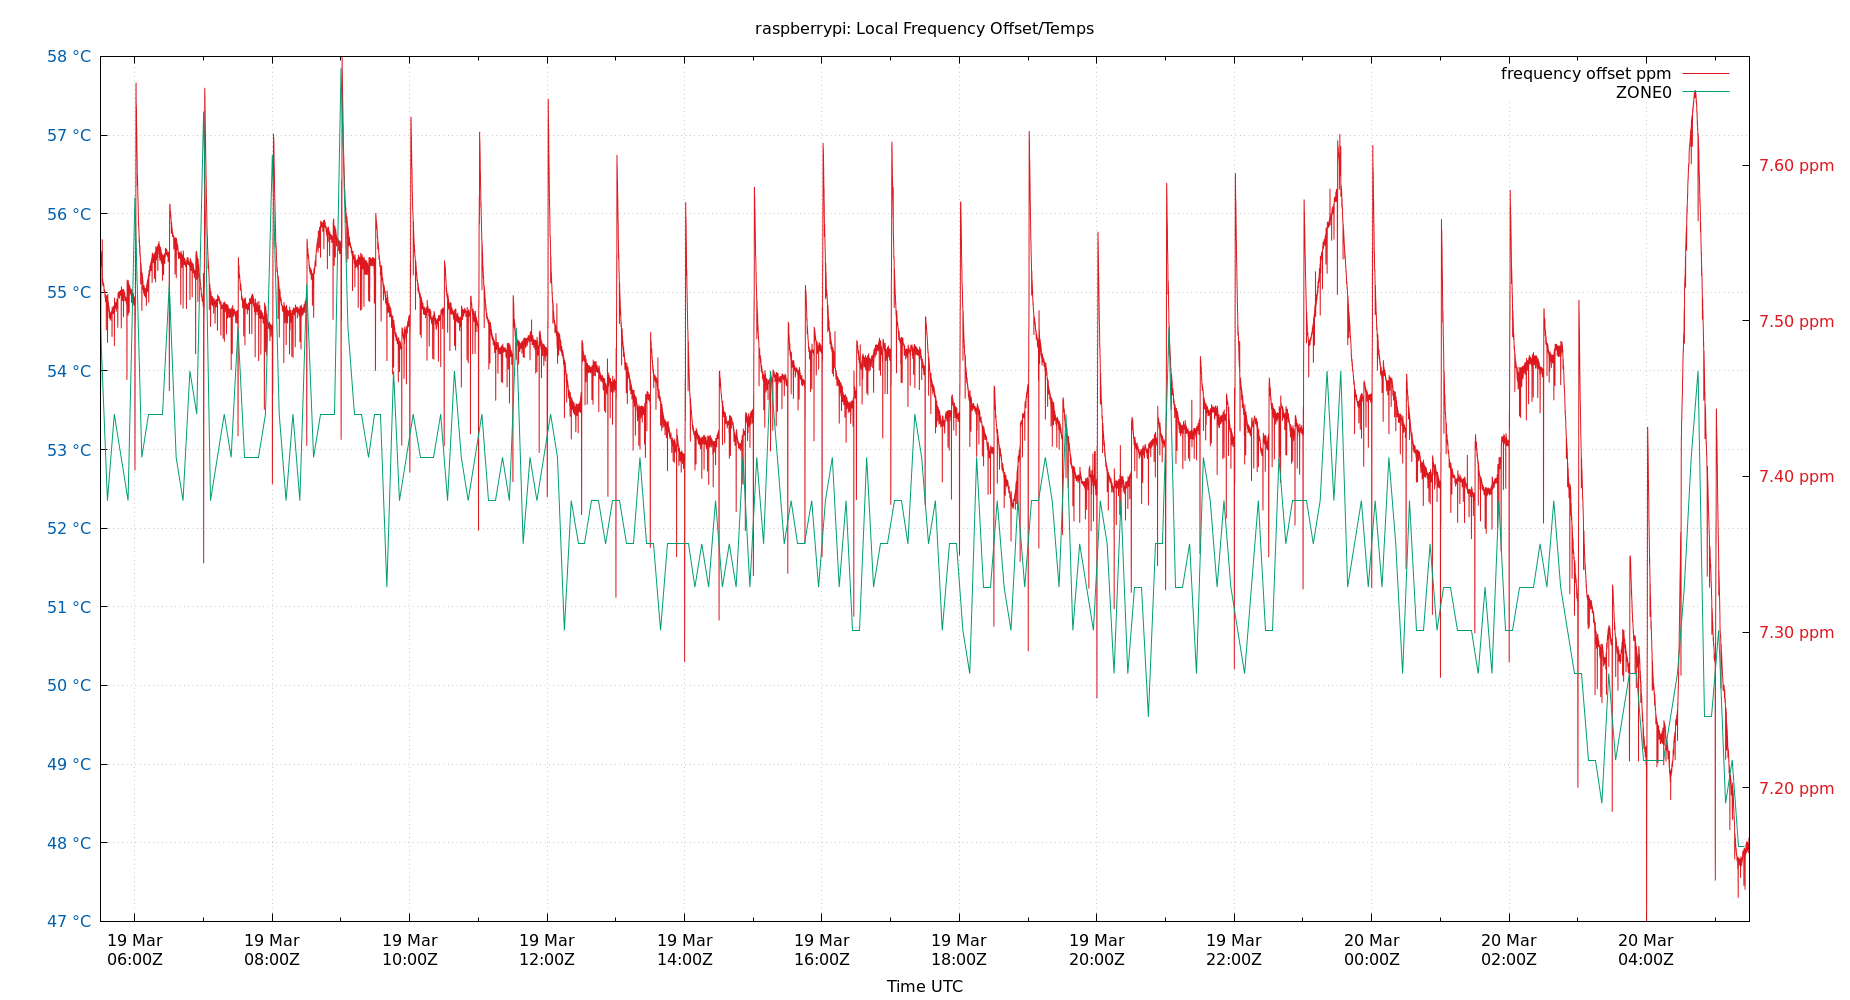 raspberrypi: Local Frequency Offset/Temps
58 °C
57 °C
56 °C
55 °C
54 °C
53 °C
52 °C
51 °C
50 °C
49 °C
48 °C
47 °C
frequency offset ppm
ZONE0
7.60 ppm
7.50 ppm
7.40 ppm
7.30 ppm
7.20 ppm
19 Mar
06:00Z
19 Mar
08:00Z
19 Mar
10:00Z
19 Mar
12:00Z
19 Mar
14:00Z
19 Mar
16:00Z
19 Mar
18:00Z
19 Mar
20:00Z
19 Mar
22:00Z
20 Mar
00:00Z
20 Mar
02:00Z
20 Mar
04:00Z
Time UTC